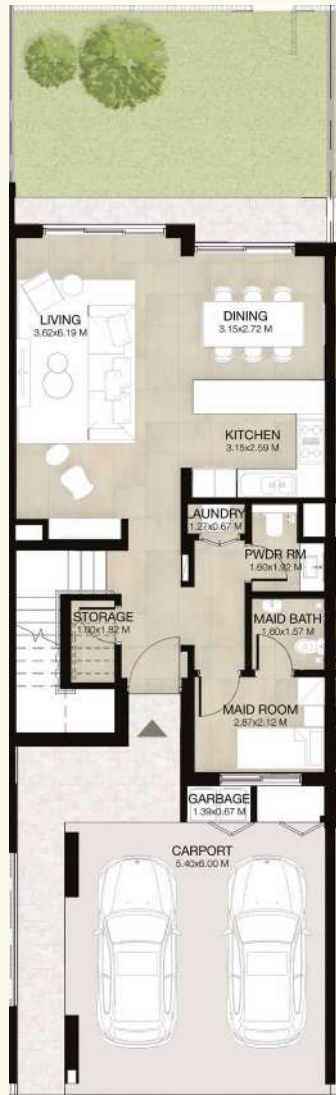 LIVING
3.62x6.19 M
DINING
3.15x2.72 M
KITCHEN
3.15x2.59 M
LAUNDRY
1.27x0.67 M
PWDR RM
1.60x1.92 M
STORAGE
1.00x1.82 M
MAID BATH
1.60x1.57 M
MAID ROOM
2.87x2.12 M
GARBAGE
1.39x0.67 M
CARPORT
5.40x6.00 M